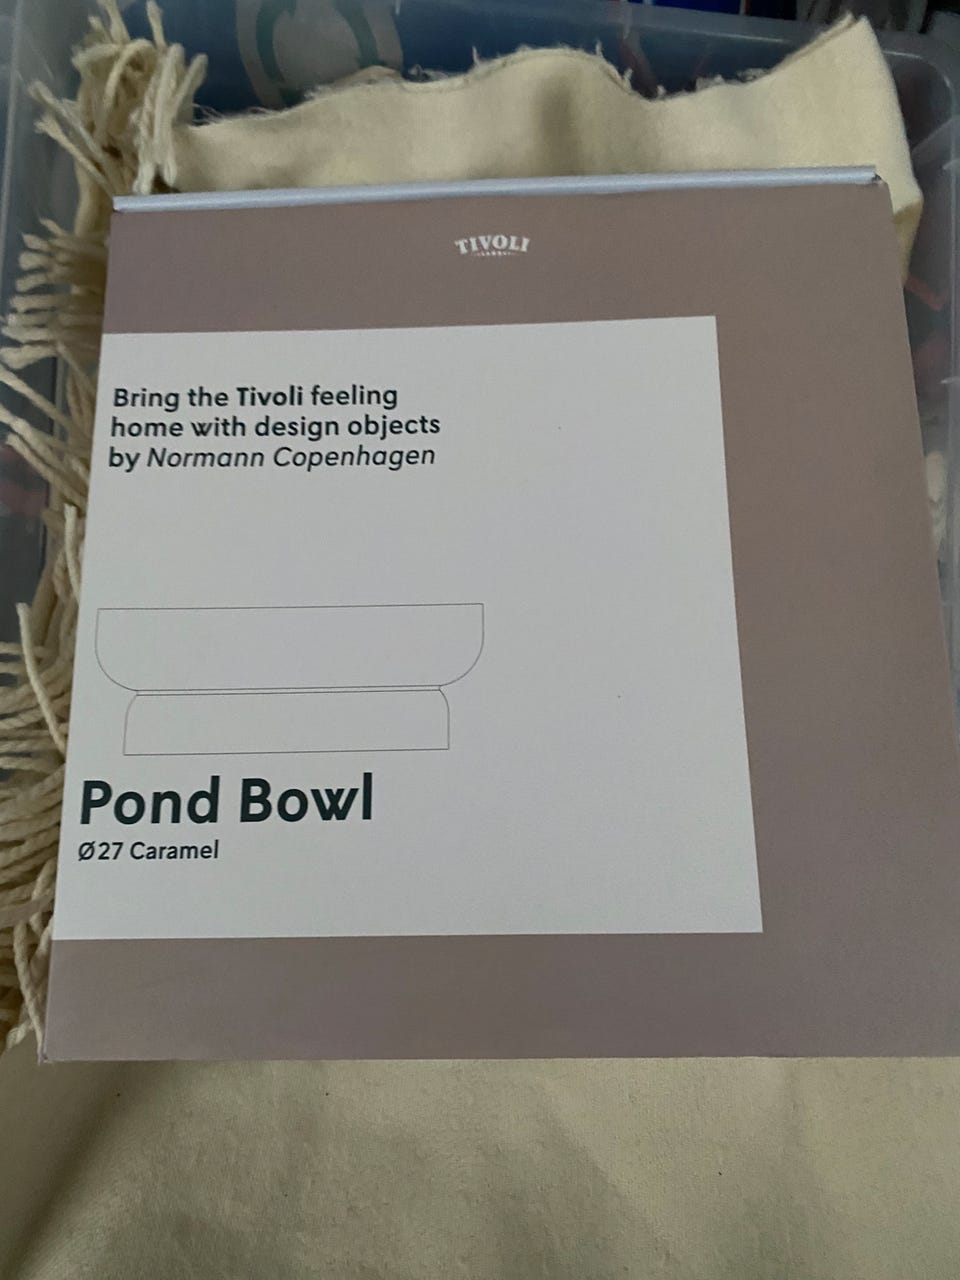 TIVOLI
Bring the Tivoli feeling
home with design objects
by Normann Copenhagen
Pond Bowl
Ø27 Caramel